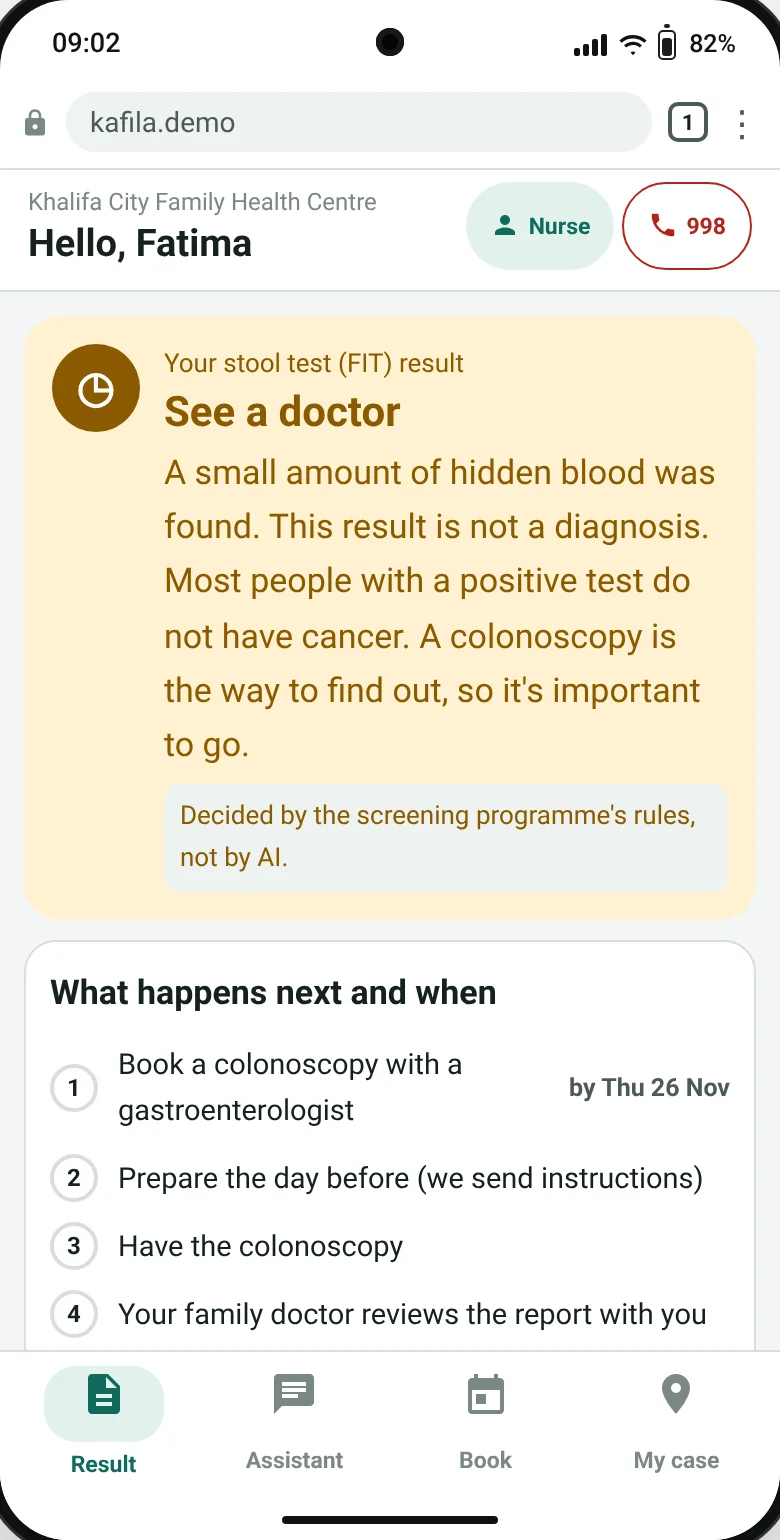 09:02
82%
kafila.demo
1
Khalifa City Family Health Centre
Hello, Fatima
Nurse
998
Your stool test (FIT) result
See a doctor
A small amount of hidden blood was
found. This result is not a diagnosis.
Most people with a positive test do
not have cancer. A colonoscopy is
the way to find out, so it's important
to go.
Decided by the screening programme's rules,
not by AI.
What happens next and when
1
Book a colonoscopy with a
gastroenterologist
by Thu 26 Nov
2
Prepare the day before (we send instructions)
3
Have the colonoscopy
4
Your family doctor reviews the report with you
Result
Assistant
Book
My case